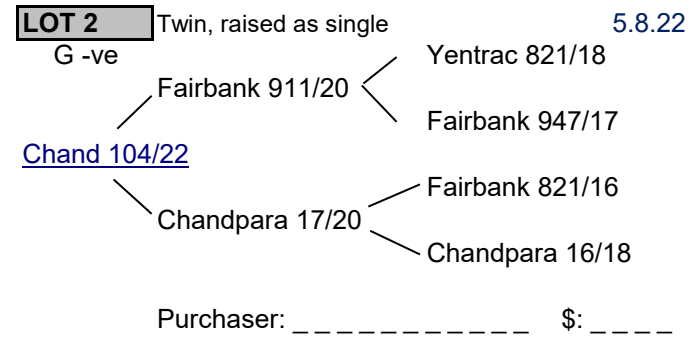 LOT 2 Twin, raised as single 5.8.22
G -ve Yentrac 821/18
Fairbank 911/20
Fairbank 947/17
Chand 104/22
Fairbank 821/16
Chandpara 17/20
Chandpara 16/18
Purchaser: _ _ _ _ _ _ _ _ _ _ _ $: _ _ _ _